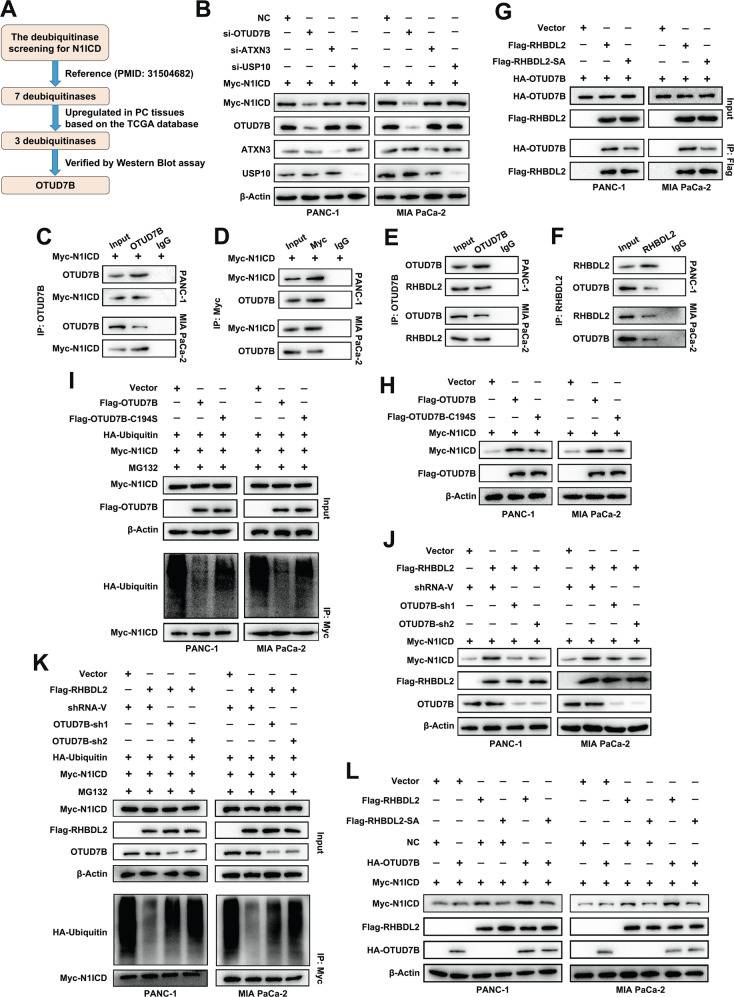 A
The deubiquitinase
screening for N1ICD
Reference (PMID: 31504682)
7 deubiquitinases
Upregulated in PC tissues
based on the TCGA database
3 deubiquitinases
Verified by Western Blot assay
OTUD7B
B
NC + − − − + − − −
si-OTUD7B − + − − − + − −
si-ATXN3 − − + − − − + −
si-USP10 − − − + − − − +
Myc-N1ICD + + + + + + + +
Myc-N1ICD
OTUD7B
ATXN3
USP10
β-Actin
PANC-1 MIA PaCa-2
G
Vector + − − + − −
Flag-RHBDL2 − + − − + −
Flag-RHBDL2-SA − − + − − +
HA-OTUD7B + + + + + +
HA-OTUD7B
Flag-RHBDL2
Input
HA-OTUD7B
Flag-RHBDL2
IP: Flag
PANC-1 MIA PaCa-2
C
Input OTUD7B IgG
Myc-N1ICD + + +
OTUD7B
Myc-N1ICD
PANC-1
OTUD7B
Myc-N1ICD
MIA PaCa-2
IP: OTUD7B
D
Input Myc IgG
Myc-N1ICD + + +
Myc-N1ICD
OTUD7B
PANC-1
Myc-N1ICD
OTUD7B
MIA PaCa-2
IP: Myc
E
Input OTUD7B IgG
OTUD7B
RHBDL2
PANC-1
OTUD7B
RHBDL2
MIA PaCa-2
IP: OTUD7B
F
Input RHBDL2 IgG
RHBDL2
OTUD7B
PANC-1
RHBDL2
OTUD7B
MIA PaCa-2
IP: RHBDL2
I
Vector + − − + − −
Flag-OTUD7B − + − − + −
Flag-OTUD7B-C194S − − + − − +
HA-Ubiquitin + + + + + +
Myc-N1ICD + + + + + +
MG132 + + + + + +
Myc-N1ICD
Flag-OTUD7B
β-Actin
Input
HA-Ubiquitin
Myc-N1ICD
IP: Myc
PANC-1 MIA PaCa-2
H
Vector + − − + − −
Flag-OTUD7B − + − − + −
Flag-OTUD7B-C194S − − + − − +
Myc-N1ICD + + + + + +
Myc-N1ICD
Flag-OTUD7B
β-Actin
PANC-1 MIA PaCa-2
J
Vector + − − − + − − −
Flag-RHBDL2 − + + + − + + +
shRNA-V + + − − + + − −
OTUD7B-sh1 − − + − − − + −
OTUD7B-sh2 − − − + − − − +
Myc-N1ICD + + + + + + + +
Myc-N1ICD
Flag-RHBDL2
OTUD7B
β-Actin
PANC-1 MIA PaCa-2
K
Vector + − − − + − − −
Flag-RHBDL2 − + + + − + + +
shRNA-V + + − − + + − −
OTUD7B-sh1 − − + − − − + −
OTUD7B-sh2 − − − + − − − +
HA-Ubiquitin + + + + + + + +
Myc-N1ICD + + + + + + + +
MG132 + + + + + + + +
Myc-N1ICD
Flag-RHBDL2
OTUD7B
β-Actin
Input
HA-Ubiquitin
Myc-N1ICD
IP: Myc
PANC-1 MIA PaCa-2
L
Vector + + − − − − + + − − − −
Flag-RHBDL2 − − + − + − − − + − + −
Flag-RHBDL2-SA − − − + − + − − − + − +
NC + − + + − − + − + + − −
HA-OTUD7B − + − − + + − + − − + +
Myc-N1ICD + + + + + + + + + + + +
Myc-N1ICD
Flag-RHBDL2
HA-OTUD7B
β-Actin
PANC-1 MIA PaCa-2